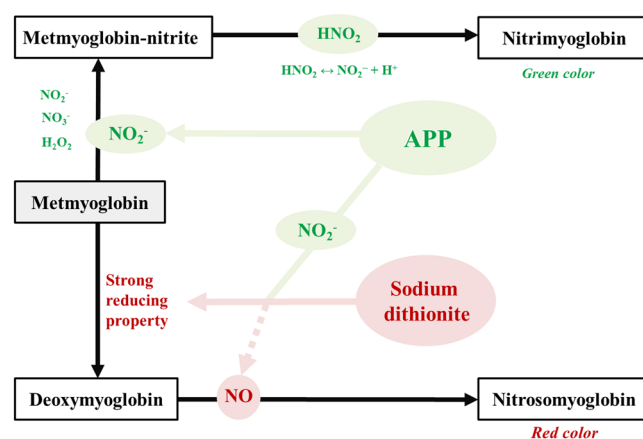 Metmyoglobin-nitrite
HNO₂
Nitrimyoglobin
HNO₂ ↔ NO₂⁻ + H⁺
Green color
NO₂⁻
NO₃⁻
H₂O₂
NO₂⁻
APP
Metmyoglobin
NO₂⁻
Strong
reducing
property
Sodium
dithionite
Deoxymyoglobin
NO
Nitrosomyoglobin
Red color